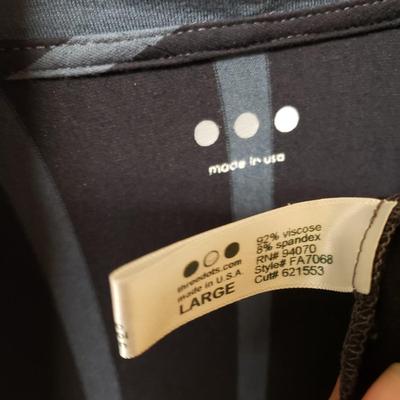 made in usa
threedots.com
made in U.S.A.
LARGE
92% viscose
8% spandex
RN# 94070
Style# FA7068
Cut# 621553